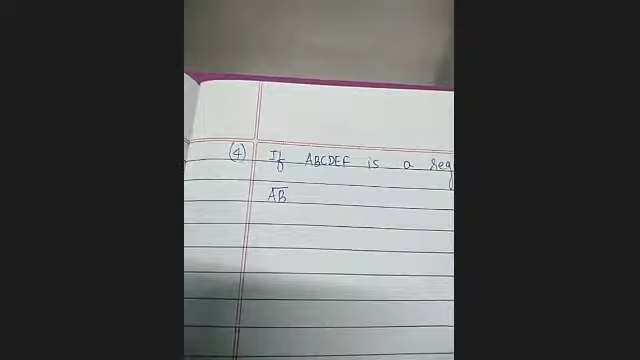 (4) If ABCDEF is a reg
AB